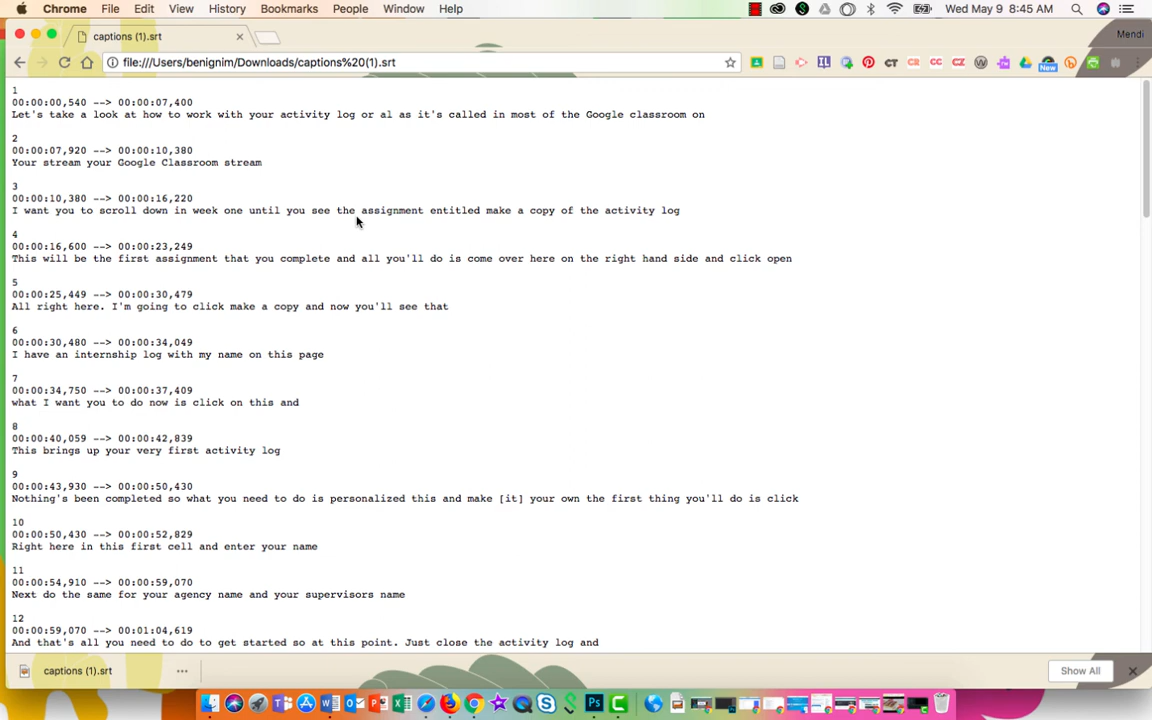 Chrome File Edit View History Bookmarks People Window Help Wed May 9 8:45 AM
captions (1).srt
Mendi
file:///Users/benignim/Downloads/captions%20(1).srt
1
00:00:00,540 --> 00:00:07,400
Let's take a look at how to work with your activity log or al as it's called in most of the Google classroom on
2
00:00:07,920 --> 00:00:10,380
Your stream your Google Classroom stream
3
00:00:10,380 --> 00:00:16,220
I want you to scroll down in week one until you see the assignment entitled make a copy of the activity log
4
00:00:16,600 --> 00:00:23,249
This will be the first assignment that you complete and all you'll do is come over here on the right hand side and click open
5
00:00:25,449 --> 00:00:30,479
All right here. I'm going to click make a copy and now you'll see that
6
00:00:30,480 --> 00:00:34,049
I have an internship log with my name on this page
7
00:00:34,750 --> 00:00:37,409
what I want you to do now is click on this and
8
00:00:40,059 --> 00:00:42,839
This brings up your very first activity log
9
00:00:43,930 --> 00:00:50,430
Nothing's been completed so what you need to do is personalized this and make [it] your own the first thing you'll do is click
10
00:00:50,430 --> 00:00:52,829
Right here in this first cell and enter your name
11
00:00:54,910 --> 00:00:59,070
Next do the same for your agency name and your supervisors name
12
00:00:59,070 --> 00:01:04,619
And that's all you need to do to get started so at this point. Just close the activity log and
captions (1).srt
Show All